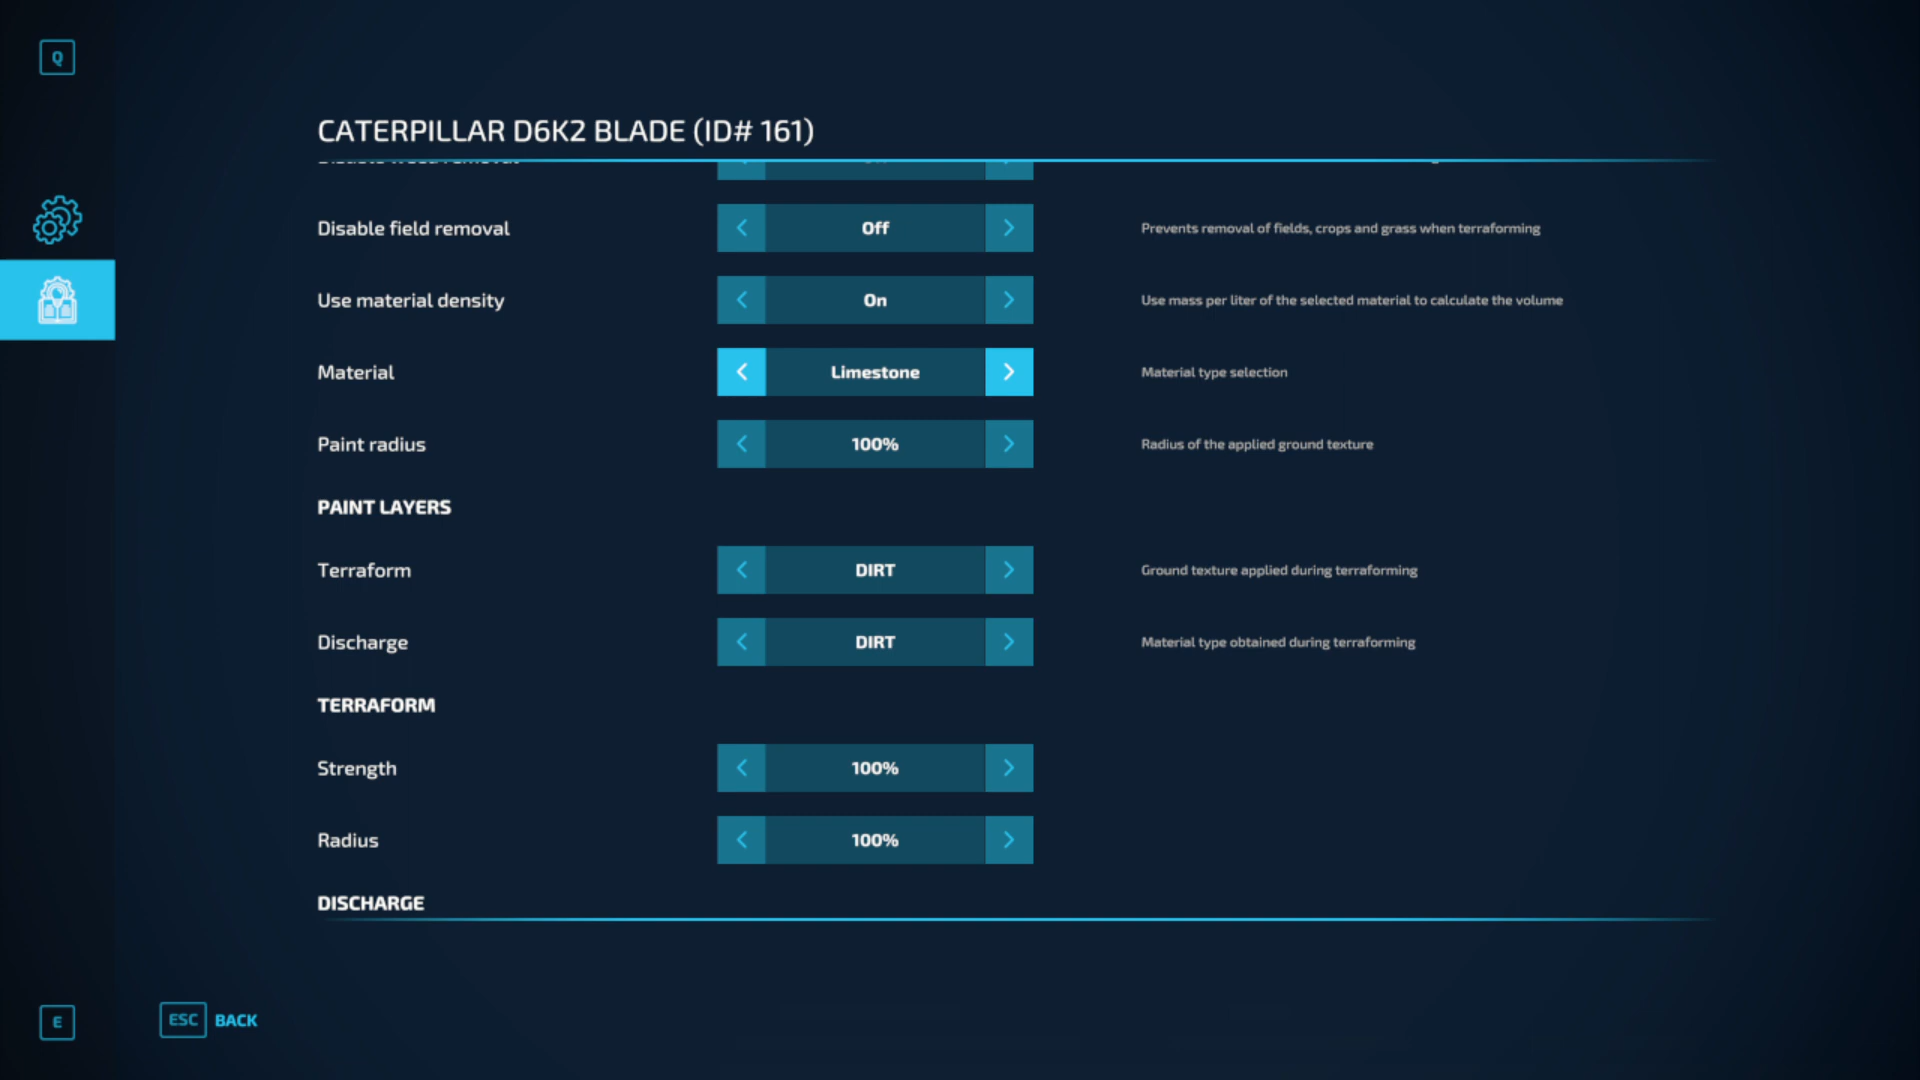 Q
CATERPILLAR D6K2 BLADE (ID# 161)
Disable field removal Off Prevents removal of fields, crops and grass when terraforming
Use material density On Use mass per liter of the selected material to calculate the volume
Material Limestone Material type selection
Paint radius 100% Radius of the applied ground texture
PAINT LAYERS
Terraform DIRT Ground texture applied during terraforming
Discharge DIRT Material type obtained during terraforming
TERRAFORM
Strength 100%
Radius 100%
DISCHARGE
E ESC BACK